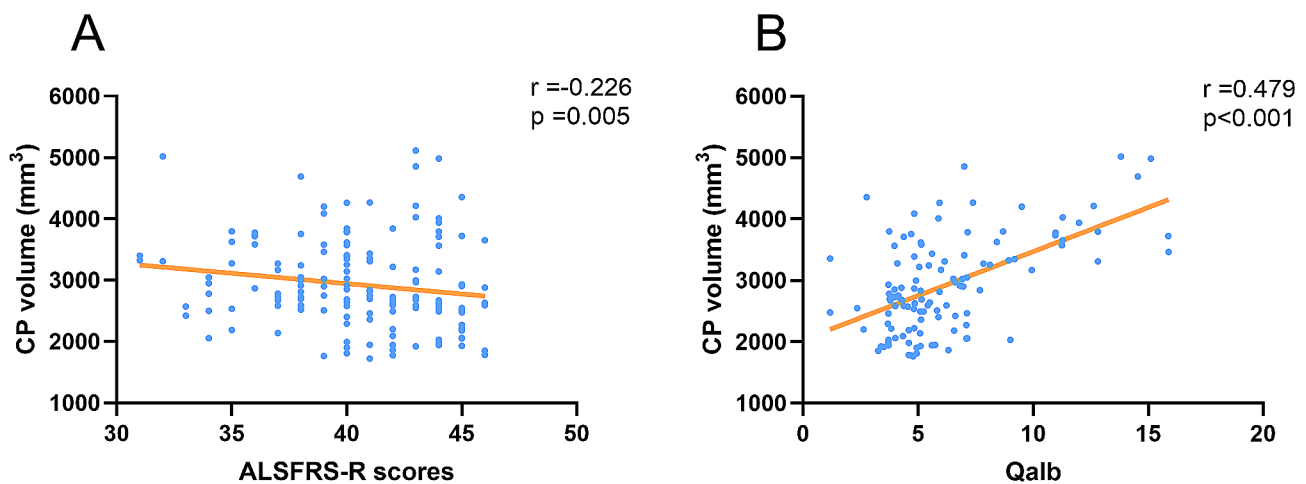 A
r =-0.226
p =0.005
6000
5000
4000
3000
2000
1000
CP volume (mm³)
30 35 40 45 50
ALSFRS-R scores
B
r =0.479
p<0.001
6000
5000
4000
3000
2000
1000
CP volume (mm³)
0 5 10 15 20
Qalb